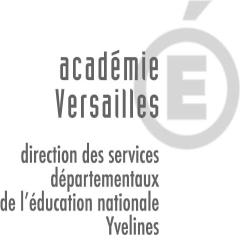 académie
Versailles
É
direction des services
départementaux
de l'éducation nationale
Yvelines